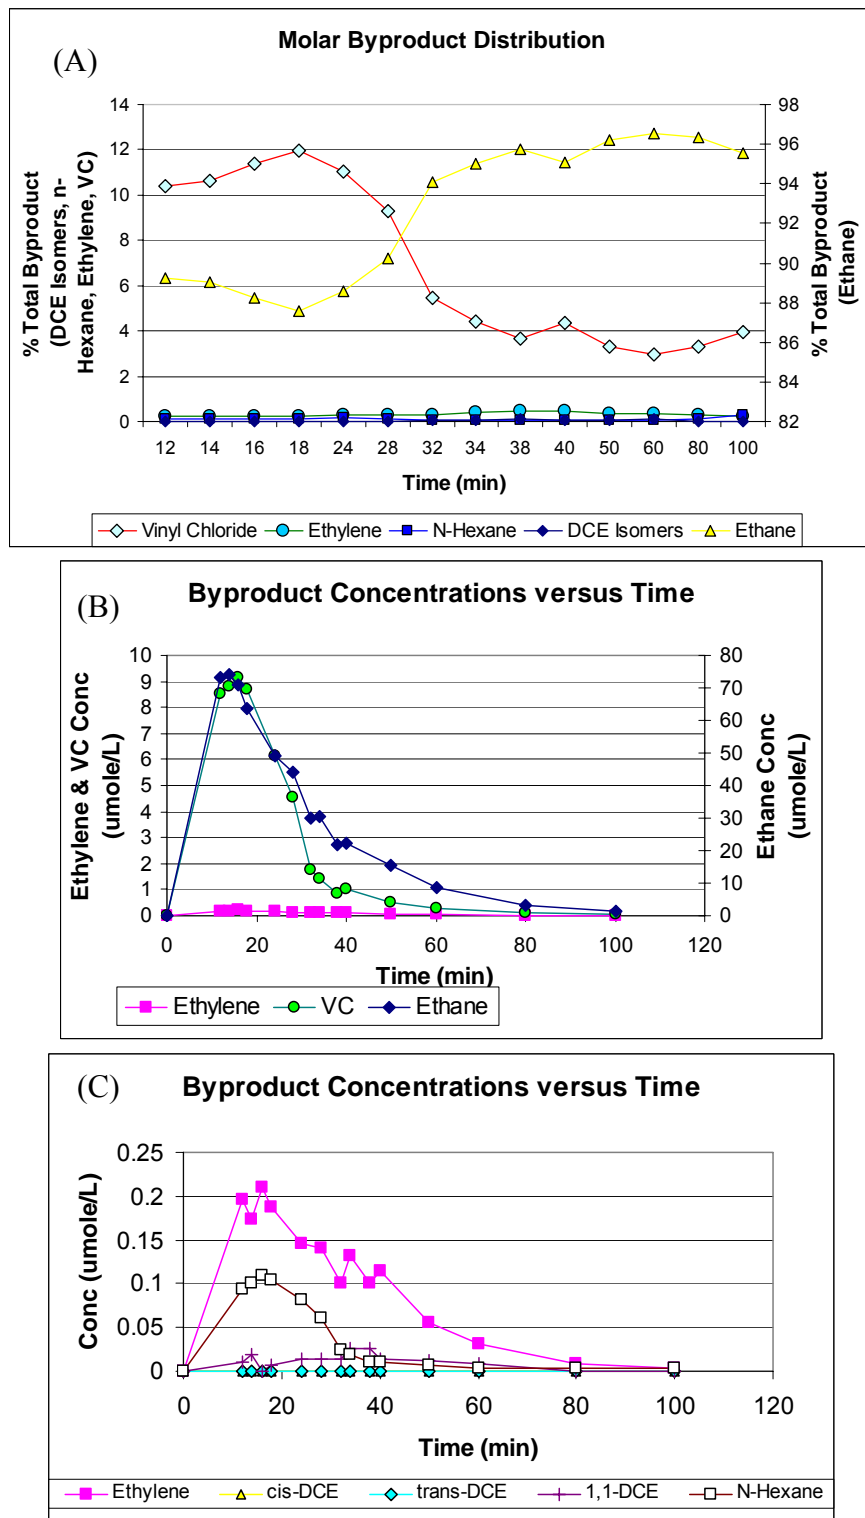 (A)
Molar Byproduct Distribution
% Total Byproduct
(DCE Isomers, n-
Hexane, Ethylene, VC)
14
12
10
8
6
4
2
0
98
96
94
92
90
88
86
84
82
% Total Byproduct
(Ethane)
12 14 16 18 24 28 32 34 38 40 50 60 80 100
Time (min)
Vinyl Chloride Ethylene N-Hexane DCE Isomers Ethane
(B)
Byproduct Concentrations versus Time
Ethylene & VC Conc
(umole/L)
10
9
8
7
6
5
4
3
2
1
0
80
70
60
50
40
30
20
10
0
Ethane Conc
(umole/L)
0 20 40 60 80 100 120
Time (min)
Ethylene VC Ethane
(C)
Byproduct Concentrations versus Time
Conc (umole/L)
0.25
0.2
0.15
0.1
0.05
0
0 20 40 60 80 100 120
Time (min)
Ethylene cis-DCE trans-DCE 1,1-DCE N-Hexane